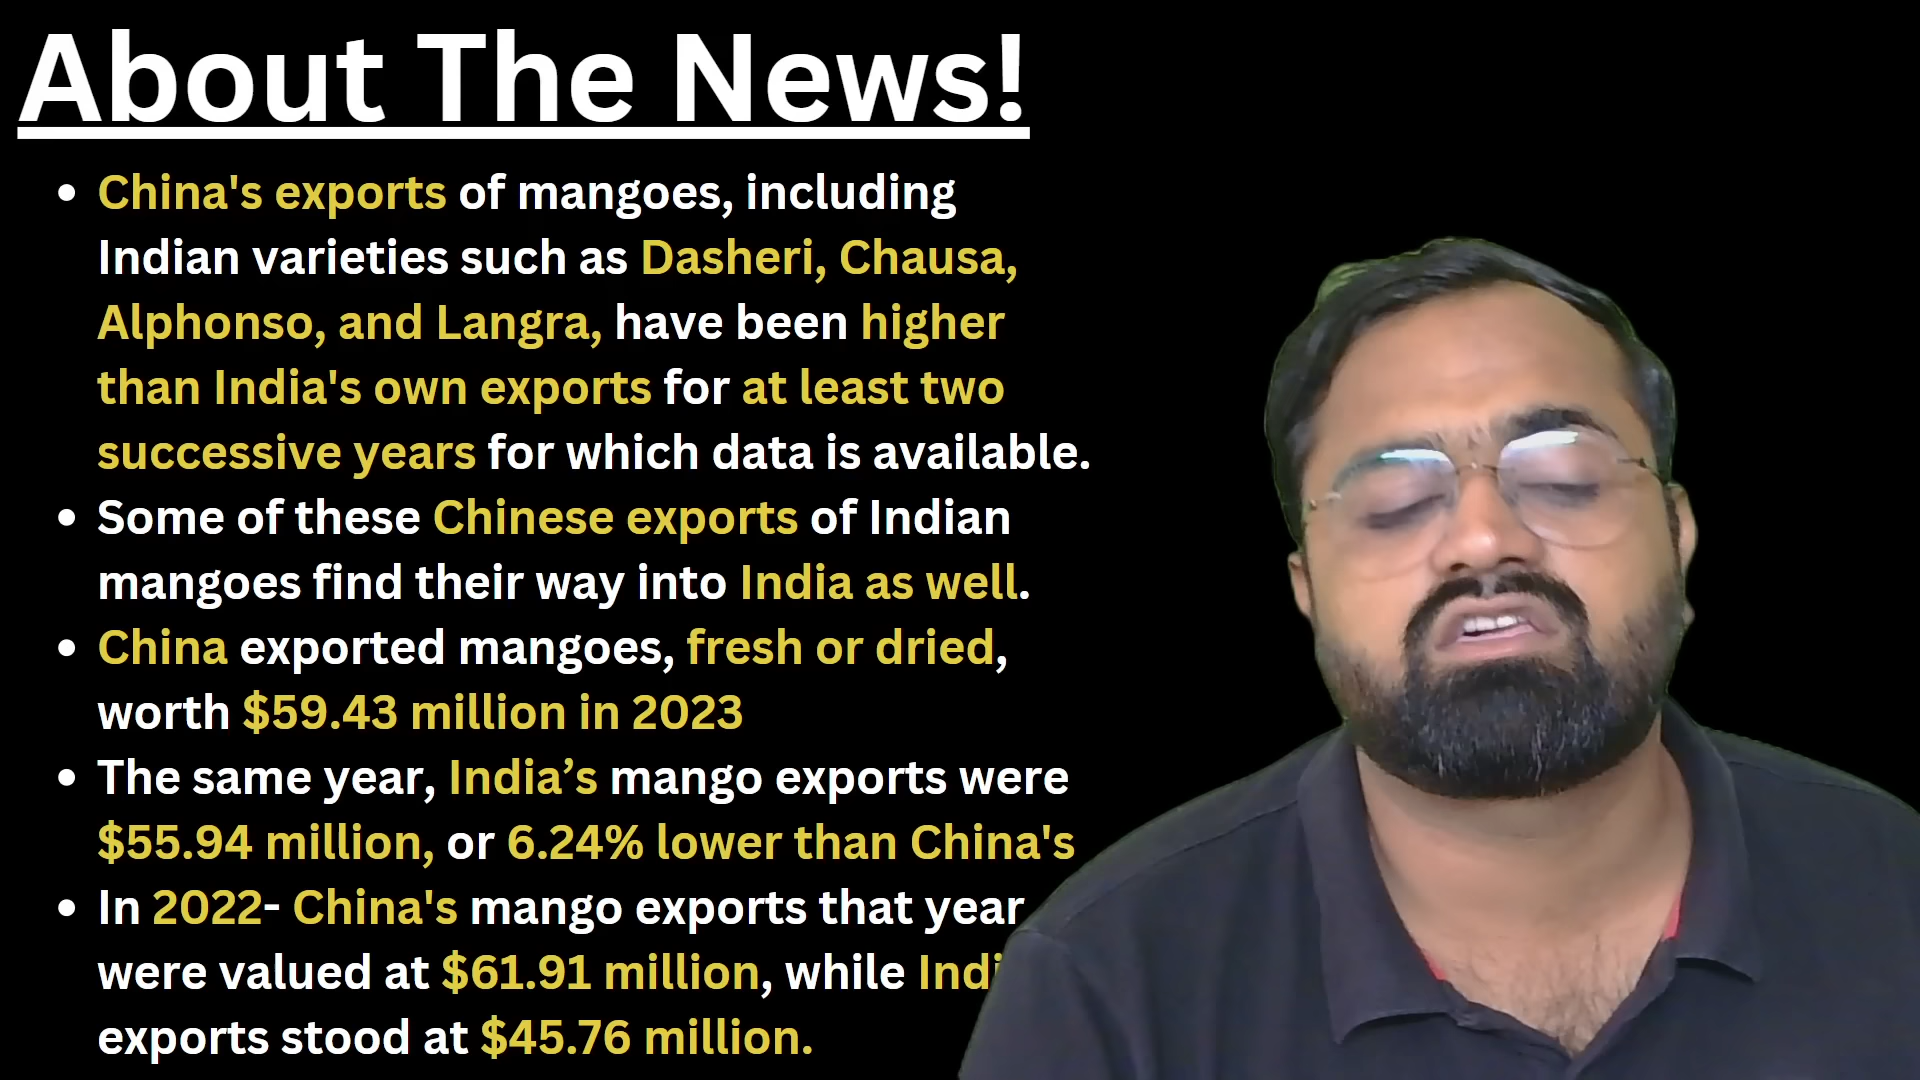 About The News!
• China's exports of mangoes, including
Indian varieties such as Dasheri, Chausa,
Alphonso, and Langra, have been higher
than India's own exports for at least two
successive years for which data is available.
• Some of these Chinese exports of Indian
mangoes find their way into India as well.
• China exported mangoes, fresh or dried,
worth $59.43 million in 2023
• The same year, India’s mango exports were
$55.94 million, or 6.24% lower than China's
• In 2022- China's mango exports that year
were valued at $61.91 million, while
exports stood at $45.76 million.